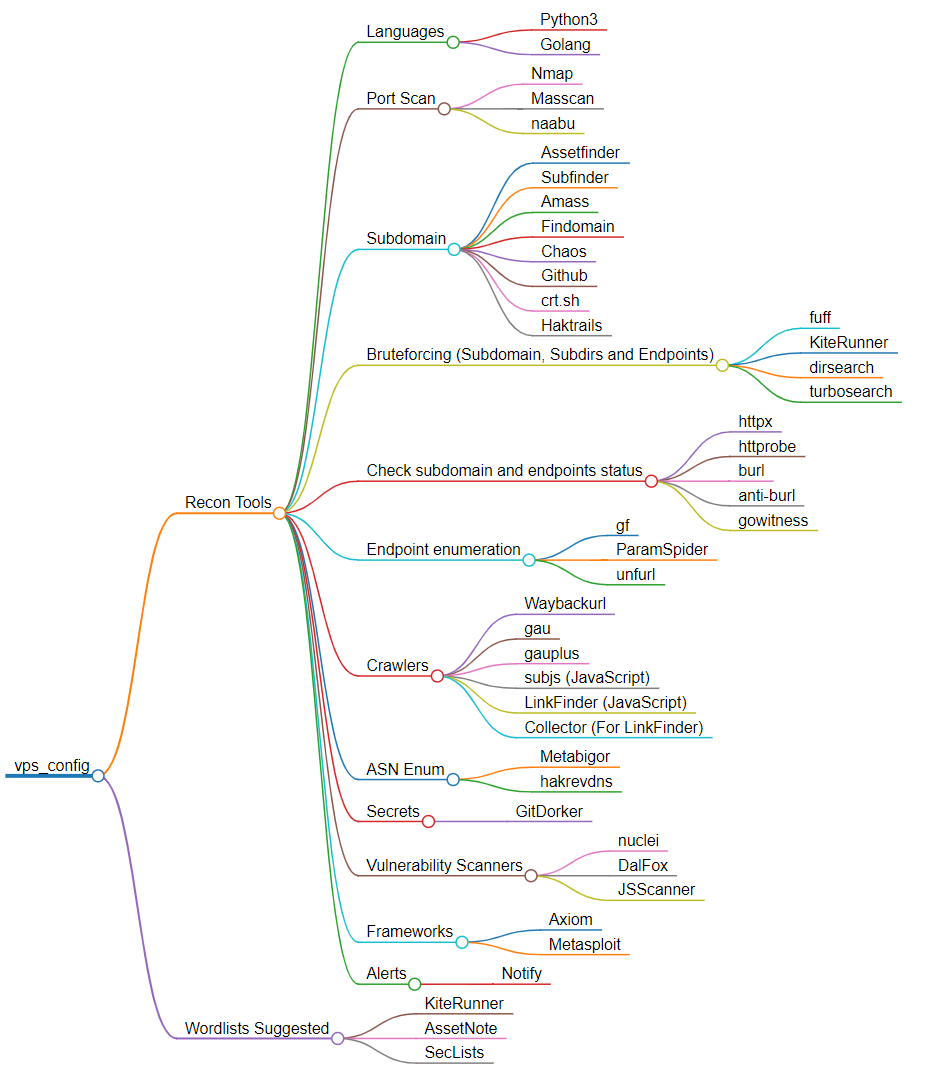 Languages
Python3
Golang
Port Scan
Nmap
Masscan
naabu
Subdomain
Assetfinder
Subfinder
Amass
Findomain
Chaos
Github
crt.sh
Haktrails
Bruteforcing (Subdomain, Subdirs and Endpoints)
fuff
KiteRunner
dirsearch
turbosearch
Check subdomain and endpoints status
httpx
httprobe
burl
anti-burl
gowitness
Recon Tools
Endpoint enumeration
gf
ParamSpider
unfurl
Crawlers
Waybackurl
gau
gauplus
subjs (JavaScript)
LinkFinder (JavaScript)
Collector (For LinkFinder)
vps_config
ASN Enum
Metabigor
hakrevdns
Secrets
GitDorker
Vulnerability Scanners
nuclei
DalFox
JSScanner
Frameworks
Axiom
Metasploit
Alerts
Notify
Wordlists Suggested
KiteRunner
AssetNote
SecLists